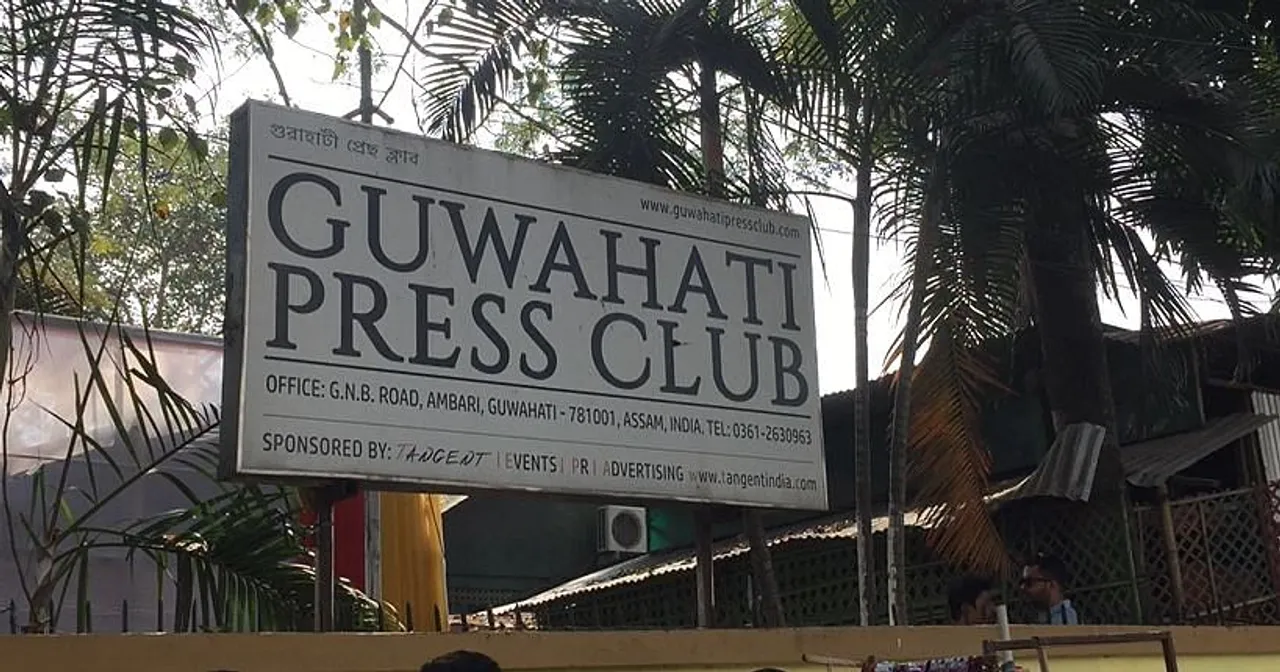 গুৱাহাটী প্ৰেছ ক্লাব
www.guwahatipressclub.com
GUWAHATI
PRESS CLUB
OFFICE: G.N.B. ROAD, AMBARI, GUWAHATI - 781001, ASSAM, INDIA. TEL: 0361-2630963
SPONSORED BY: TANGENT | EVENTS | PR | ADVERTISING www.tangentindia.com